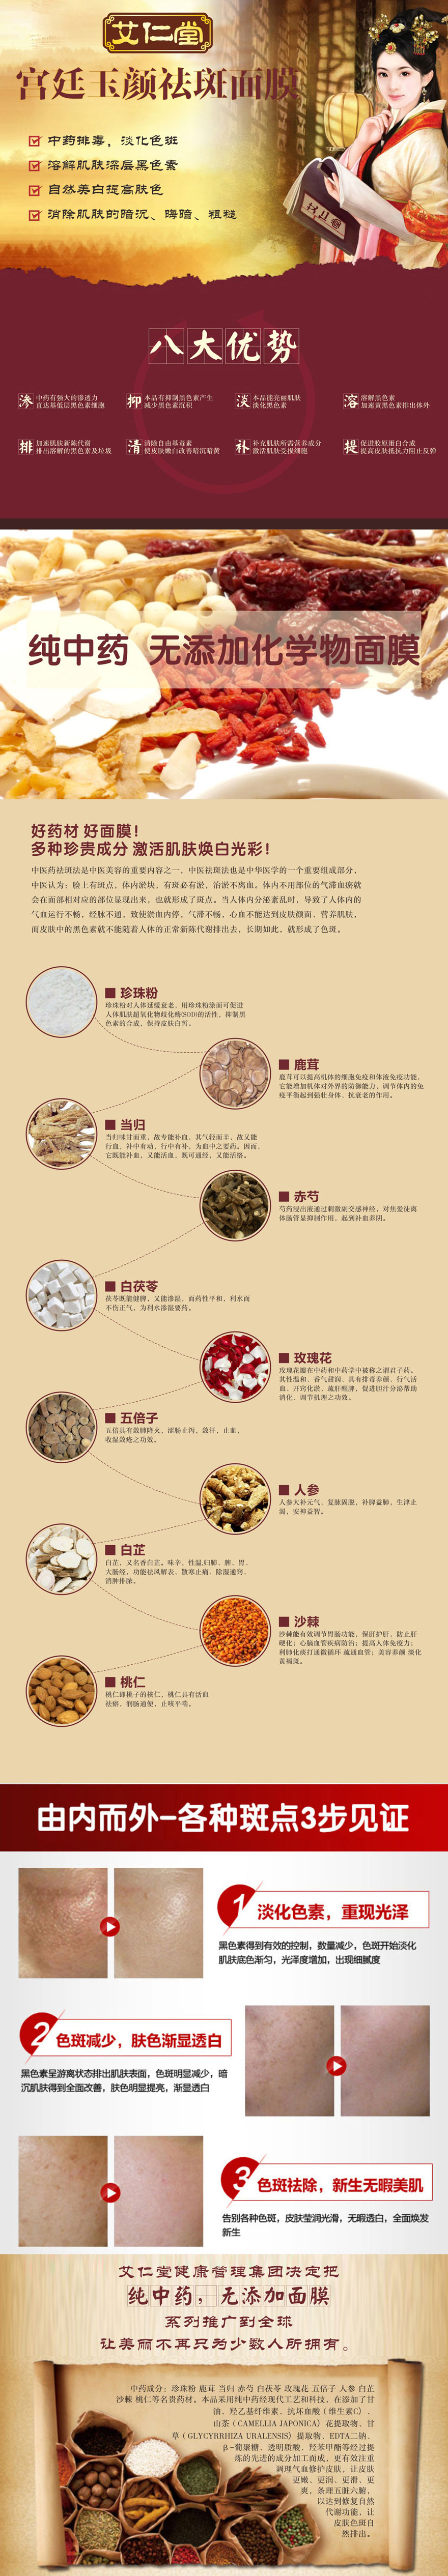 艾仁堂
宫廷玉颜祛斑面膜
中药排毒，淡化色斑
溶解肌肤深层黑色素
自然美白提高肤色
消除肌肤的暗沉、晦暗、粗糙
艾仁堂
八大优势
渗 中药有强大的渗透力
直达基低层黑色素细胞
抑 本品有抑制黑色素产生
减少黑色素沉积
淡 本品能亮丽肌肤
淡化黑色素
溶 溶解黑色素
加速黄黑色素排出体外
排 加速肌肤新陈代谢
排出溶解的黑色素及垃圾
清 清除自由基毒素
使皮肤嫩白改善暗沉暗黄
补 补充肌肤所需营养成分
激活肌肤受损细胞
提 促进胶原蛋白合成
提高皮肤抵抗力阻止反弹
纯中药 无添加化学物面膜
好药材 好面膜！
多种珍贵成分 激活肌肤焕白光彩！
中医药祛斑法是中医美容的重要内容之一，中医祛斑法也是中华医学的一个重要组成部分，
中医认为：脸上有斑点，体内淤块，有斑必有淤，治淤不离血。体内不用部位的气滞血瘀就
会在面部相对应的部位显现出来，也就形成了斑点。当人体内分泌紊乱时，导致了人体内的
气血运行不畅，经脉不通，致使淤血内停，气滞不畅，心血不能达到皮肤颜面、营养肌肤，
而皮肤中的黑色素就不能随着人体的正常新陈代谢排出去，长期如此，就形成了色斑。
珍珠粉
珍珠粉对人体延缓衰老，用珍珠粉涂面可促进
人体肌肤超氧化物歧化酶(SOD)的活性，抑制黑
色素的合成，保持皮肤白皙。
鹿茸
鹿茸可以提高机体的细胞免疫和体液免疫功能，
它能增加机体对外界的防御能力，调节体内的免
疫平衡起到强壮身体、抗衰老的作用。
当归
当归味甘而重，故专能补血，其气轻而辛，故又能
行血，补中有动，行中有补，为血中之要药。因而，
它既能补血，又能活血，既可通经，又能活络。
赤芍
芍药浸出液通过刺激副交感神经，对焦爱徒离
体肠管显抑制作用，起到补血养阴。
白茯苓
茯苓既能健脾，又能渗湿，而药性平和，利水而
不伤正气，为利水渗湿要药。
玫瑰花
玫瑰花瓣在中药和中药学中被称之谓君子药。
其性温和、香气甜润、具有排毒养颜、行气活
血、开窍化淤、疏肝醒脾，促进胆汁分泌帮助
消化、调节机理之功效。
五倍子
五倍具有敛肺降火，涩肠止泻，敛汗，止血，
收湿敛疮之功效。
人参
人参大补元气，复脉固脱，补脾益肺，生津止
渴，安神益智。
白芷
白芷，又名香白芷。味辛，性温,归肺、脾、胃、
大肠经，功能祛风解表、散寒止痛、除湿通窍、
消肿排脓。
沙棘
沙棘能有效调节胃肠功能，保肝护肝，防止肝
硬化；心脑血管疾病防治；提高人体免疫力；
利肺化痰打通微循环 疏通血管；美容养颜 淡化
黄褐斑。
桃仁
桃仁即桃子的核仁，桃仁具有活血
祛瘀，润肠通便，止咳平喘。
由内而外-各种斑点3步见证
1 淡化色素，重现光泽
黑色素得到有效的控制，数量减少，色斑开始淡化
肌肤底色渐匀，光泽度增加，出现细腻度
2 色斑减少，肤色渐显透白
黑色素呈游离状态排出肌肤表面，色斑明显减少，暗
沉肌肤得到全面改善，肤色明显提亮，渐显透白
3 色斑祛除，新生无暇美肌
告别各种色斑，皮肤莹润光滑，无暇透白，全面焕发
新生
艾仁堂健康管理集团决定把
纯中药，无添加面膜
系列推广到全球
让美丽不再只为少数人所拥有。
中药成分：珍珠粉 鹿茸 当归 赤芍 白茯苓 玫瑰花 五倍子 人参 白芷
沙棘 桃仁等名贵药材。本品采用纯中药经现代工艺和科技，在添加了甘
油、羟乙基纤维素、抗坏血酸（维生素C）、
山茶（CAMELLIA JAPONICA）花提取物、甘
草（GLYCYRRHIZA URALENSIS）提取物、EDTA二钠、
β-葡聚糖、透明质酸、羟苯甲酯等经过提
炼的先进的成分加工而成，更有效注重
调理气血修护皮肤，让皮肤
更嫩、更润、更滑、更
爽，条理五脏六腑，
以达到修复自然
代谢功能，让
皮肤色斑自
然排出。